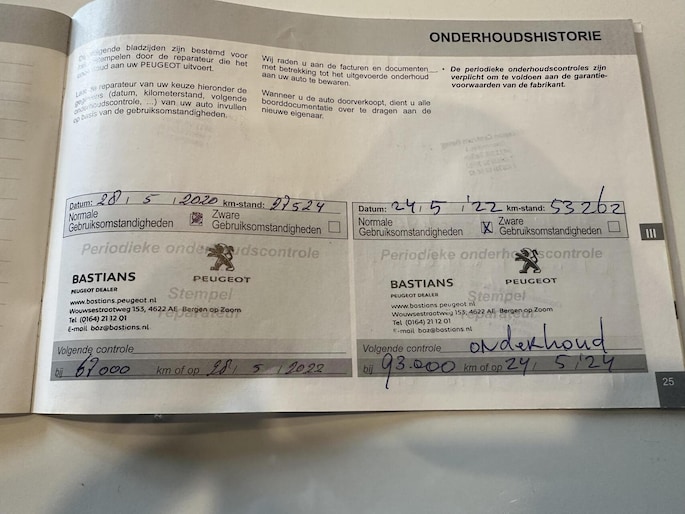 ONDERHOUDSHISTORIE
De volgende bladzijden zijn bestemd voor
het stempelen door de reparateur die het
onderhoud aan uw PEUGEOT uitvoert.
Laat de reparateur van uw keuze hieronder de
gegevens (datum, kilometerstand, volgende
onderhoudscontrole, ...) van uw auto invullen
op basis van de gebruiksomstandigheden.
Wij raden u aan de facturen en documenten
met betrekking tot het uitgevoerde onderhoud
aan uw auto te bewaren.
Wanneer u de auto doorverkoopt, dient u alle
boorddocumentatie over te dragen aan de
nieuwe eigenaar.
• De periodieke onderhoudscontroles zijn
verplicht om te voldoen aan de garantie-
voorwaarden van de fabrikant.
Datum: 28 / 5 / 2020 km-stand: 27524
Normale Gebruiksomstandigheden
Zware Gebruiksomstandigheden
Periodieke onderhoudscontrole
BASTIANS
PEUGEOT DEALER
PEUGEOT
www.bastians.peugeot.nl
Stempel
Wouwsestraatweg 153, 4622 AE Bergen op Zoom
reparateur
Tel (0164) 21 12 01
E-mail boz@bastians.nl
Volgende controle
bij 67000 km of op 28 / 5 / 2022
Datum: 24 / 5 / '22 km-stand: 53262
Normale Gebruiksomstandigheden X
Zware Gebruiksomstandigheden
Periodieke onderhoudscontrole
BASTIANS
PEUGEOT DEALER
PEUGEOT
www.bastians.peugeot.nl
Stempel
Wouwsestraatweg 153, 4622 AE Bergen op Zoom
reparateur
Tel (0164) 21 12 01
E-mail boz@bastians.nl
Volgende controle onderhoud
bij 93.000 km of op 24 / 5 / '24
III
25